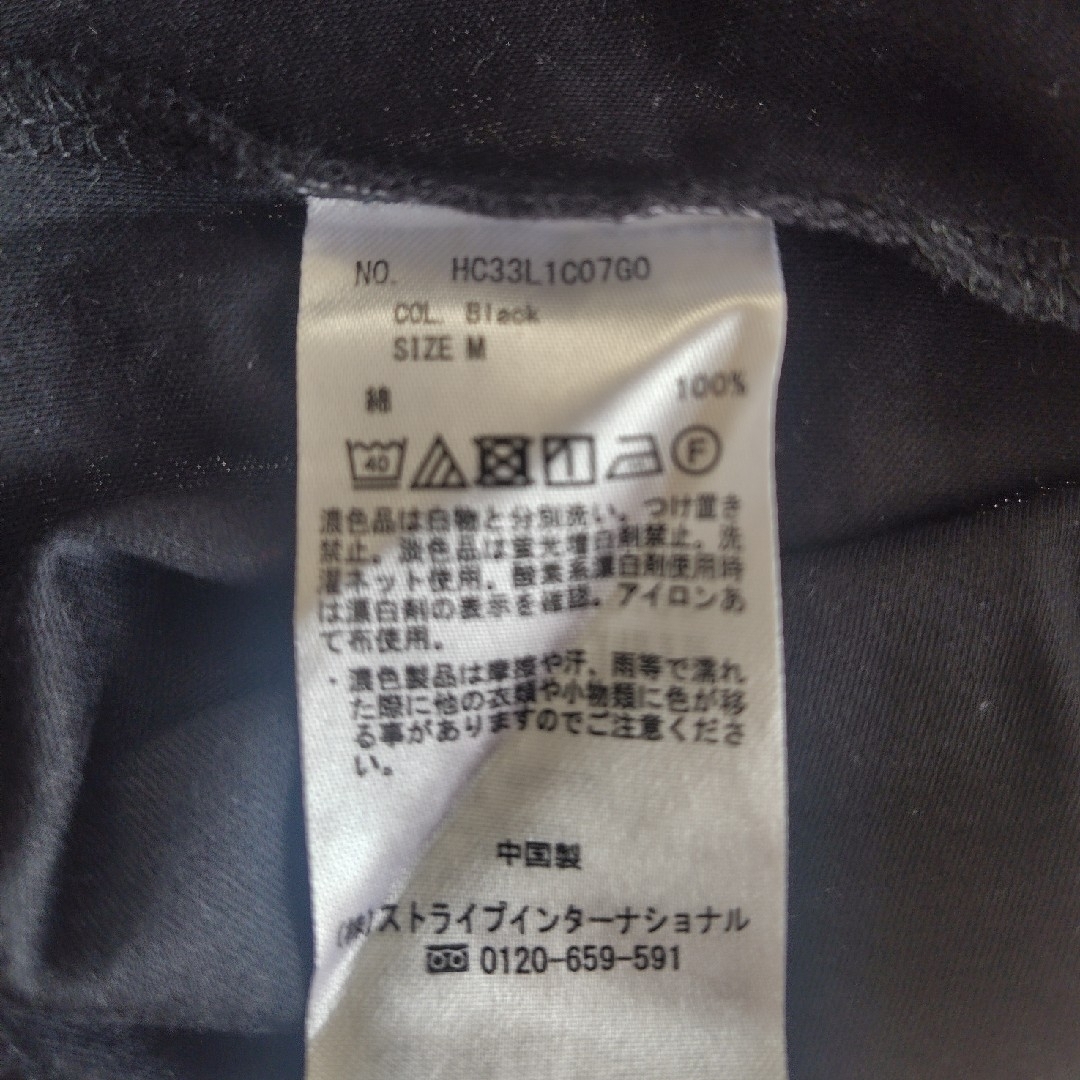 NO. HC33L1C07G0
COL. Black
SIZE M
綿 100%
40 F
濃色品は白物と分別洗い。つけ置き
禁止。淡色品は蛍光増白剤禁止。洗
濯ネット使用。酸素系漂白剤使用時
は漂白剤の表示を確認。アイロンあ
て布使用。
・濃色製品は摩擦や汗、雨等で濡れ
た際に他の衣類や小物類に色が移
る事がありますのでご注意くださ
い。
中国製
(株)ストライプインターナショナル
0120-659-591